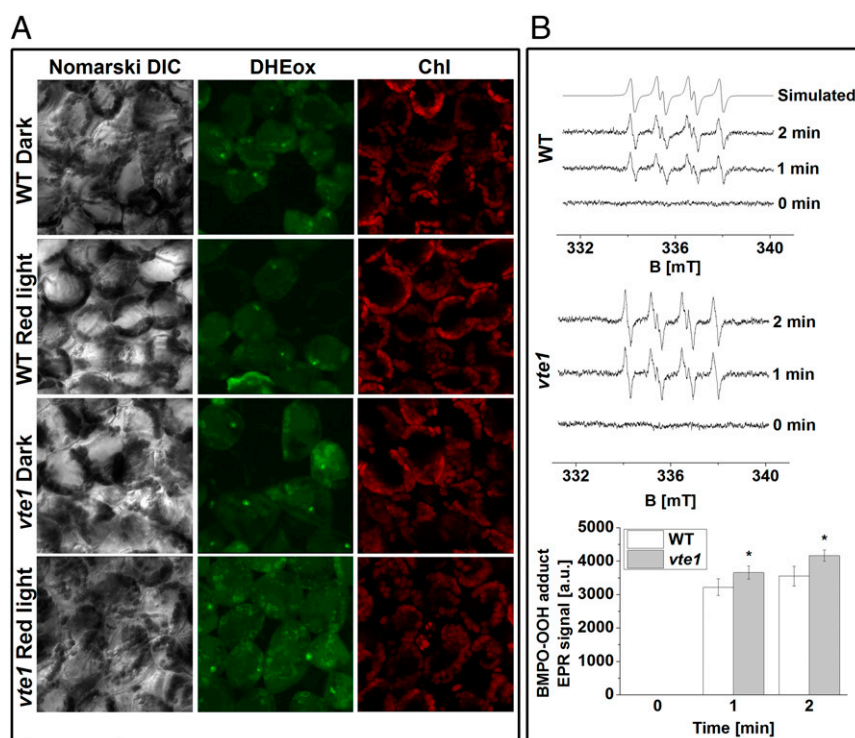 A
Nomarski DIC DHEox Chl
WT Dark
WT Red light
vte1 Dark
vte1 Red light
B
WT
Simulated
2 min
1 min
0 min
332 336 340
B [mT]
vte1
2 min
1 min
0 min
332 336 340
B [mT]
BMPO-OOH adduct
EPR signal [a.u.]
5000
4000
3000
2000
1000
0
WT
vte1
* *
0 1 2
Time [min]